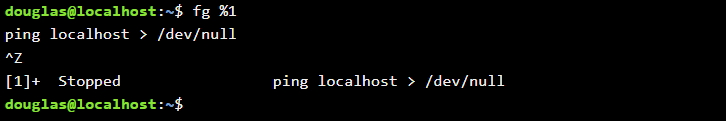 douglas@localhost:~$ fg %1
ping localhost > /dev/null
^Z
[1]+  Stopped                 ping localhost > /dev/null
douglas@localhost:~$